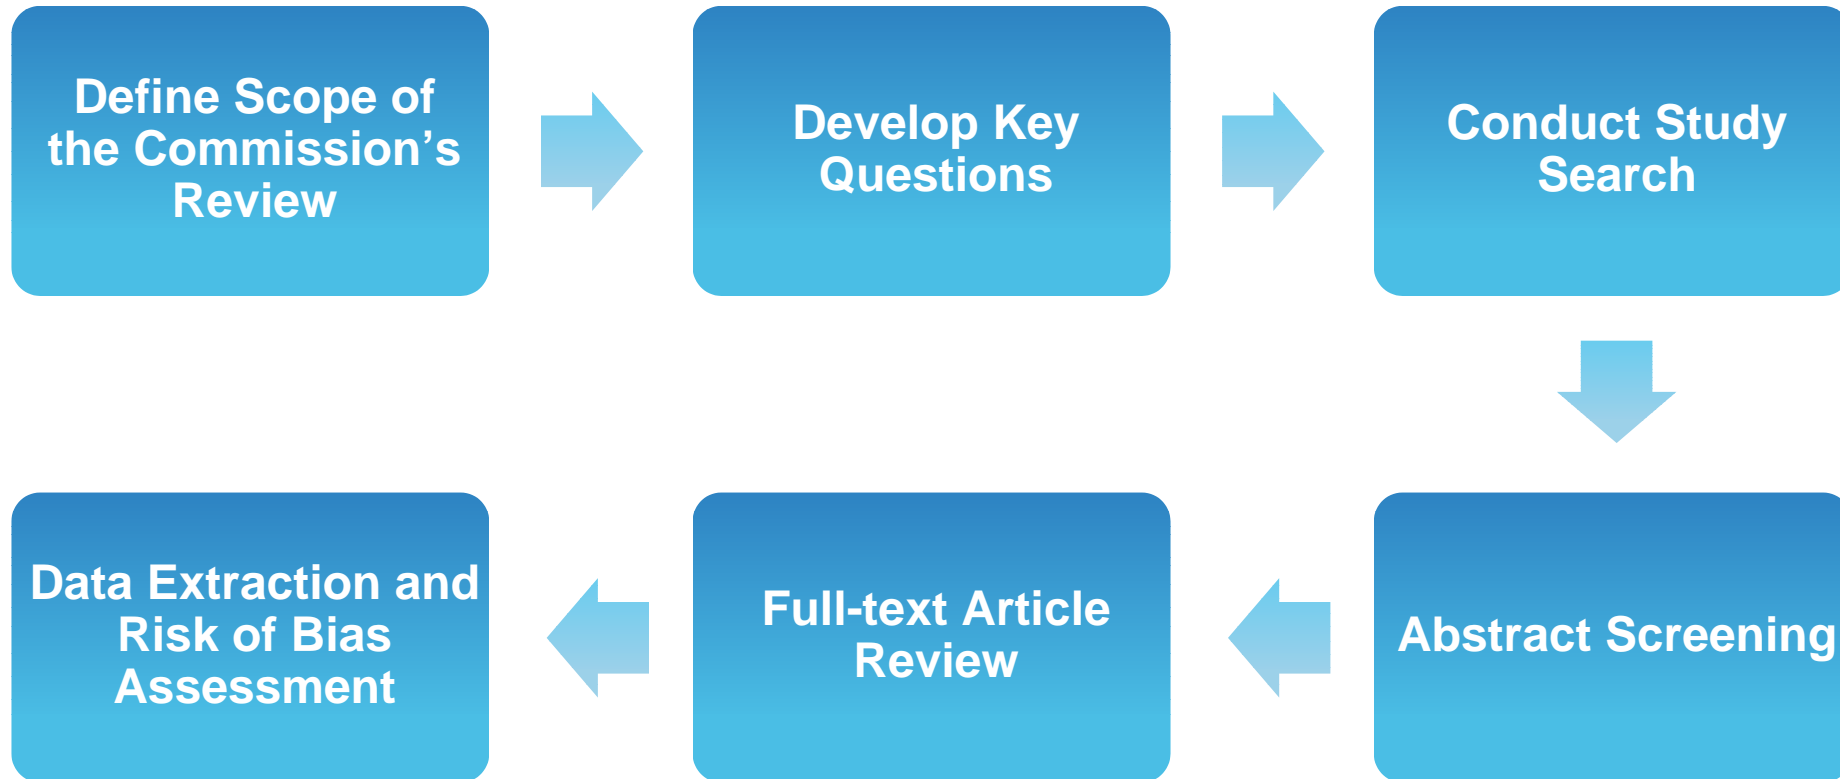 Define Scope of
the Commission’s
Review
Develop Key
Questions
Conduct Study
Search
Abstract Screening
Full-text Article
Review
Data Extraction and
Risk of Bias
Assessment